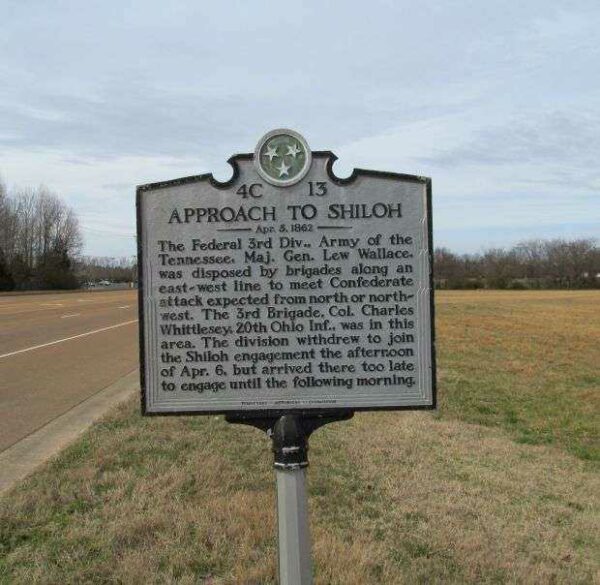 4C 13
APPROACH TO SHILOH
Apr. 5, 1862
The Federal 3rd Div., Army of the
Tennessee, Maj. Gen. Lew Wallace,
was disposed by brigades along an
east-west line to meet Confederate
attack expected from north or north-
west. The 3rd Brigade, Col. Charles
Whittlesey, 20th Ohio Inf., was in this
area. The division withdrew to join
the Shiloh engagement the afternoon
of Apr. 6, but arrived there too late
to engage until the following morning.
TENNESSEE HISTORICAL COMMISSION